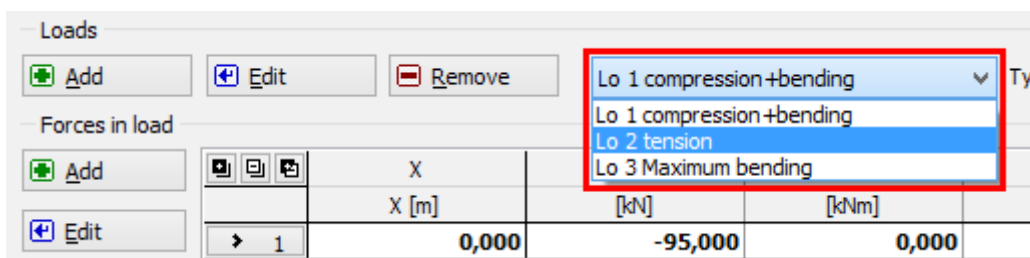 Loads
Add Edit Remove Lo 1 compression+bending Ty
Lo 1 compression+bending
Forces in load
Lo 2 tension
Add X Lo 3 Maximum bending
X [m] [kN] [kNm]
Edit 1 0,000 -95,000 0,000